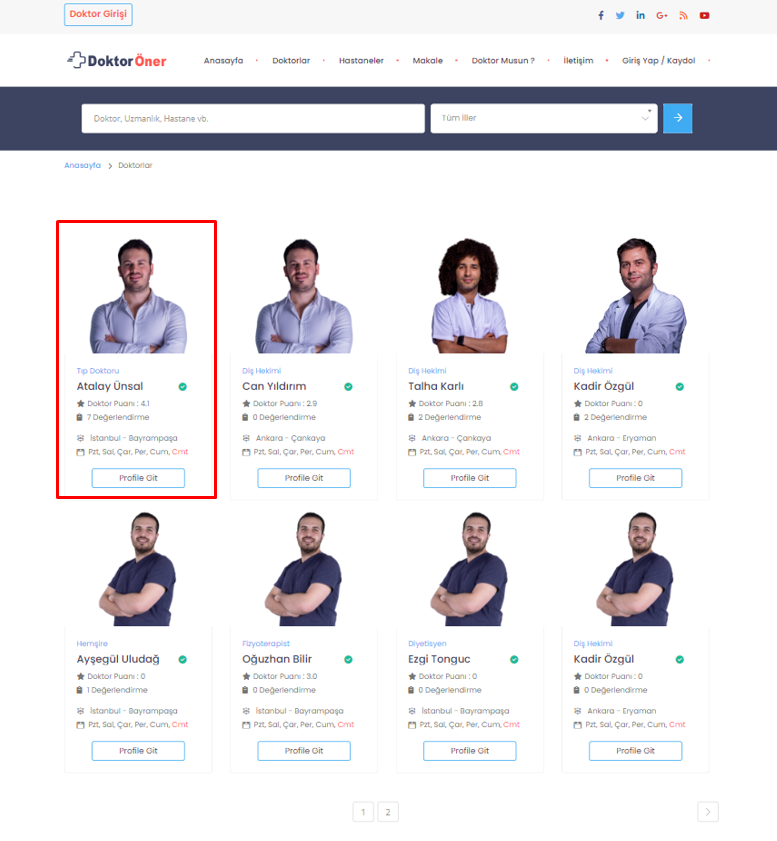 Doktor Girişi
DoktorÖner
Anasayfa
Doktorlar
Hastaneler
Makale
Doktor Musun ?
İletişim
Giriş Yap / Kaydol
Doktor, Uzmanlık, Hastane vb.
Tüm İller
Anasayfa > Doktorlar
Tıp Doktoru
Atalay Ünsal
Doktor Puanı : 4.1
7 Değerlendirme
İstanbul - Bayrampaşa
Pzt, Sal, Çar, Per, Cum, Cmt
Profile Git
Diş Hekimi
Can Yıldırım
Doktor Puanı : 2.9
0 Değerlendirme
Ankara - Çankaya
Pzt, Sal, Çar, Per, Cum, Cmt
Profile Git
Diş Hekimi
Talha Karlı
Doktor Puanı : 2.8
2 Değerlendirme
Ankara - Çankaya
Pzt, Sal, Çar, Per, Cum, Cmt
Profile Git
Diş Hekimi
Kadir Özgül
Doktor Puanı : 0
2 Değerlendirme
Ankara - Eryaman
Pzt, Sal, Çar, Per, Cum, Cmt
Profile Git
Hemşire
Ayşegül Uludağ
Doktor Puanı : 0
1 Değerlendirme
İstanbul - Bayrampaşa
Pzt, Sal, Çar, Per, Cum, Cmt
Profile Git
Fizyoterapist
Oğuzhan Bilir
Doktor Puanı : 3.0
0 Değerlendirme
İstanbul - Bayrampaşa
Pzt, Sal, Çar, Per, Cum, Cmt
Profile Git
Diyetisyen
Ezgi Tonguc
Doktor Puanı : 0
0 Değerlendirme
İstanbul - Bayrampaşa
Pzt, Sal, Çar, Per, Cum, Cmt
Profile Git
Diş Hekimi
Kadir Özgül
Doktor Puanı : 0
0 Değerlendirme
Ankara - Eryaman
Pzt, Sal, Çar, Per, Cum, Cmt
Profile Git
1
2